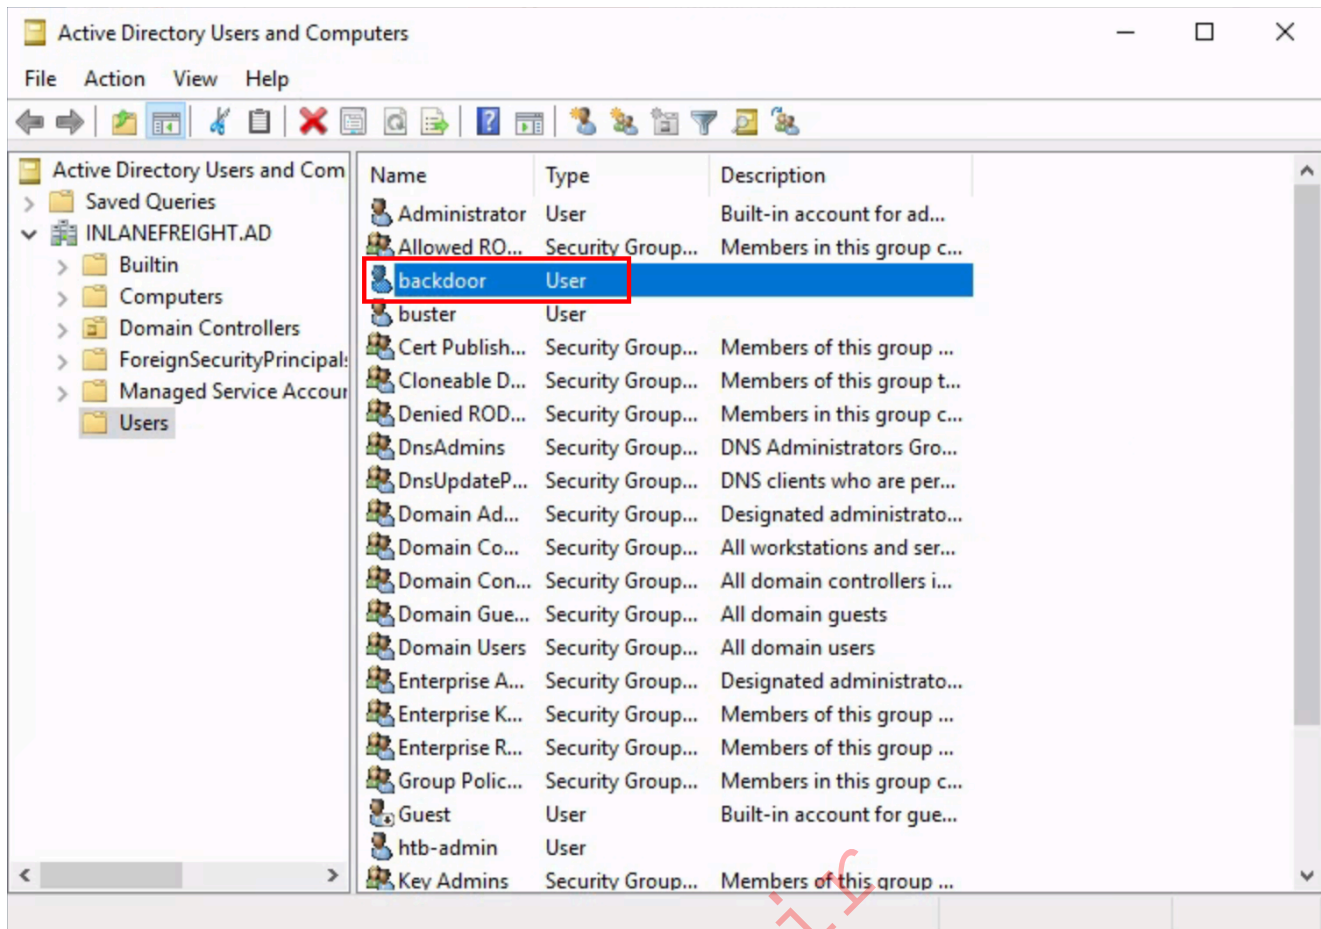 Active Directory Users and Computers
File Action View Help
Active Directory Users and Com
Saved Queries
INLANEFREIGHT.AD
Builtin
Computers
Domain Controllers
ForeignSecurityPrincipal
Managed Service Accour
Users
Name Type Description
Administrator User Built-in account for ad...
Allowed RO... Security Group... Members in this group c...
backdoor User
buster User
Cert Publish... Security Group... Members of this group ...
Cloneable D... Security Group... Members of this group t...
Denied ROD... Security Group... Members in this group c...
DnsAdmins Security Group... DNS Administrators Gro...
DnsUpdateP... Security Group... DNS clients who are per...
Domain Ad... Security Group... Designated administrato...
Domain Co... Security Group... All workstations and ser...
Domain Con... Security Group... All domain controllers i...
Domain Gue... Security Group... All domain guests
Domain Users Security Group... All domain users
Enterprise A... Security Group... Designated administrato...
Enterprise K... Security Group... Members of this group ...
Enterprise R... Security Group... Members of this group ...
Group Polic... Security Group... Members in this group c...
Guest User Built-in account for gue...
htb-admin User
Key Admins Security Group... Members of this group ...